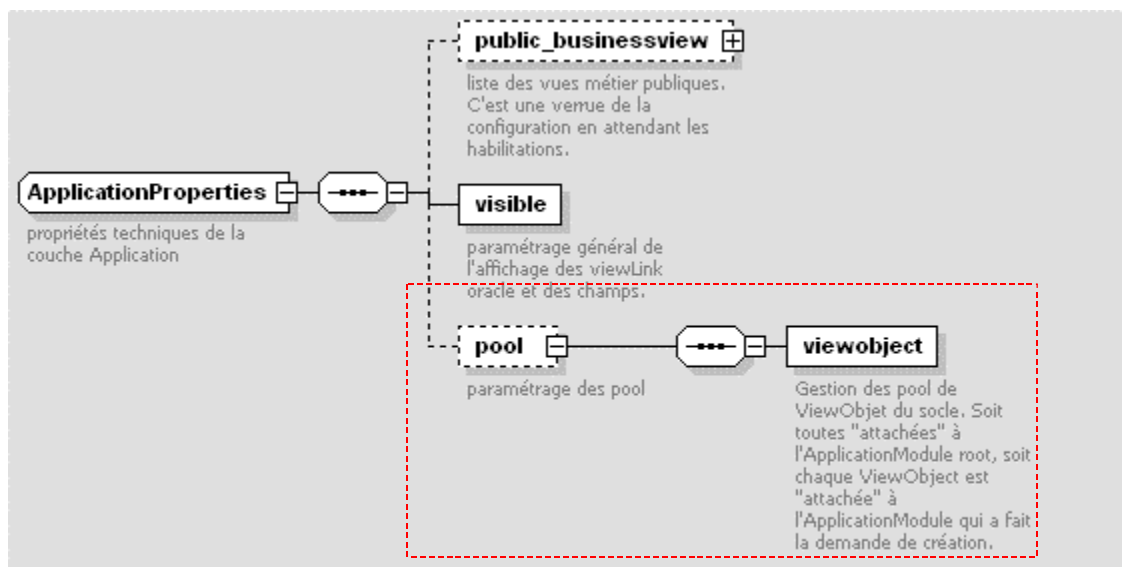 public_businessview
liste des vues métier publiques.
C'est une verrue de la
configuration en attendant les
habilitations.
ApplicationProperties
propriétés techniques de la
couche Application
visible
paramétrage général de
l'affichage des viewLink
oracle et des champs.
pool
paramétrage des pool
viewobject
Gestion des pool de
ViewObjet du socle. Soit
toutes "attachées" à
l'ApplicationModule root, soit
chaque ViewObject est
"attachée" à
l'ApplicationModule qui a fait
la demande de création.